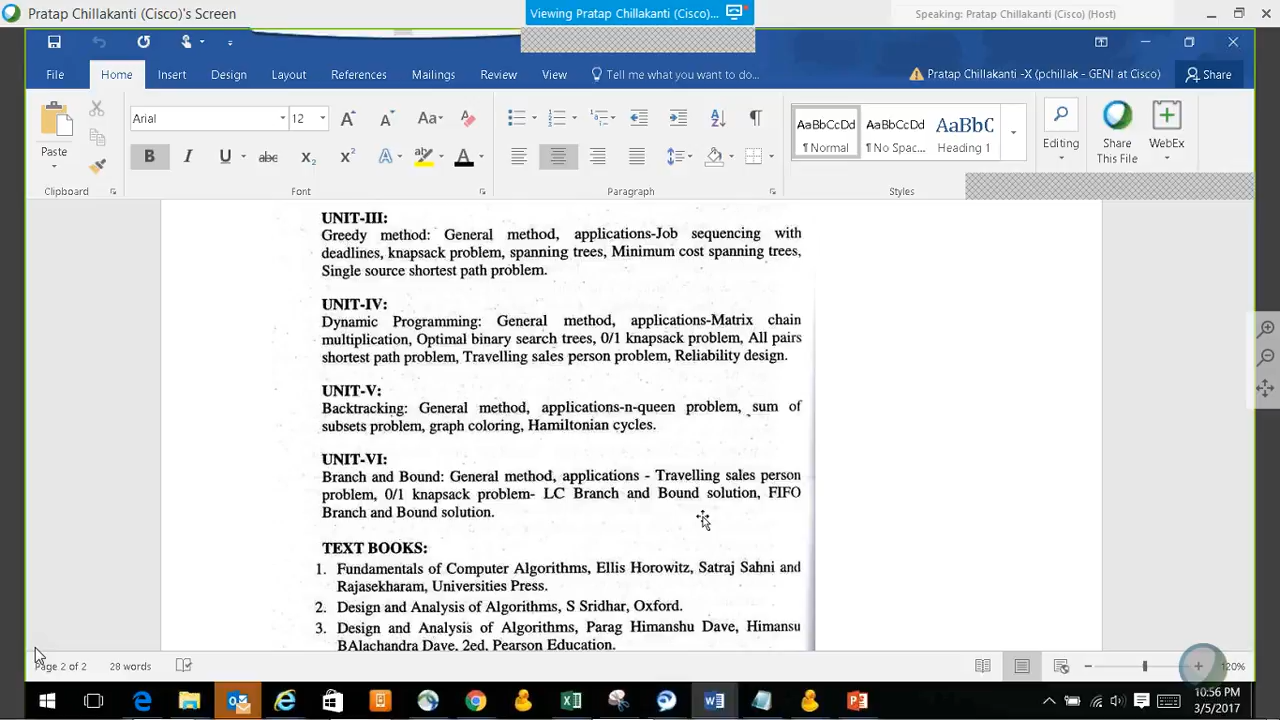 Pratap Chillakanti (Cisco)'s Screen
Viewing Pratap Chillakanti (Cisco)...
Speaking: Pratap Chillakanti (Cisco) (Host)
File Home Insert Design Layout References Mailings Review View Tell me what you want to do... Pratap Chillakanti -X (pchillak - GENI at Cisco) Share
Arial 12 A A Aa
AaBbCcDd AaBbCcDd AaBbC
Paste B I U abc X2 X2 A A
¶ Normal ¶ No Spac... Heading 1
Editing Share This File WebEx
Clipboard Font Paragraph Styles
UNIT-III:
Greedy method: General method, applications-Job sequencing with
deadlines, knapsack problem, spanning trees, Minimum cost spanning trees,
Single source shortest path problem.
UNIT-IV:
Dynamic Programming: General method, applications-Matrix chain
multiplication, Optimal binary search trees, 0/1 knapsack problem, All pairs
shortest path problem, Travelling sales person problem, Reliability design.
UNIT-V:
Backtracking: General method, applications-n-queen problem, sum of
subsets problem, graph coloring, Hamiltonian cycles.
UNIT-VI:
Branch and Bound: General method, applications - Travelling sales person
problem, 0/1 knapsack problem- LC Branch and Bound solution, FIFO
Branch and Bound solution.
TEXT BOOKS:
1. Fundamentals of Computer Algorithms, Ellis Horowitz, Satraj Sahni and
Rajasekharam, Universities Press.
2. Design and Analysis of Algorithms, S Sridhar, Oxford.
3. Design and Analysis of Algorithms, Parag Himanshu Dave, Himansu
BAlachandra Dave, 2ed, Pearson Education.
Page 2 of 2 28 words 120%
10:56 PM
3/5/2017